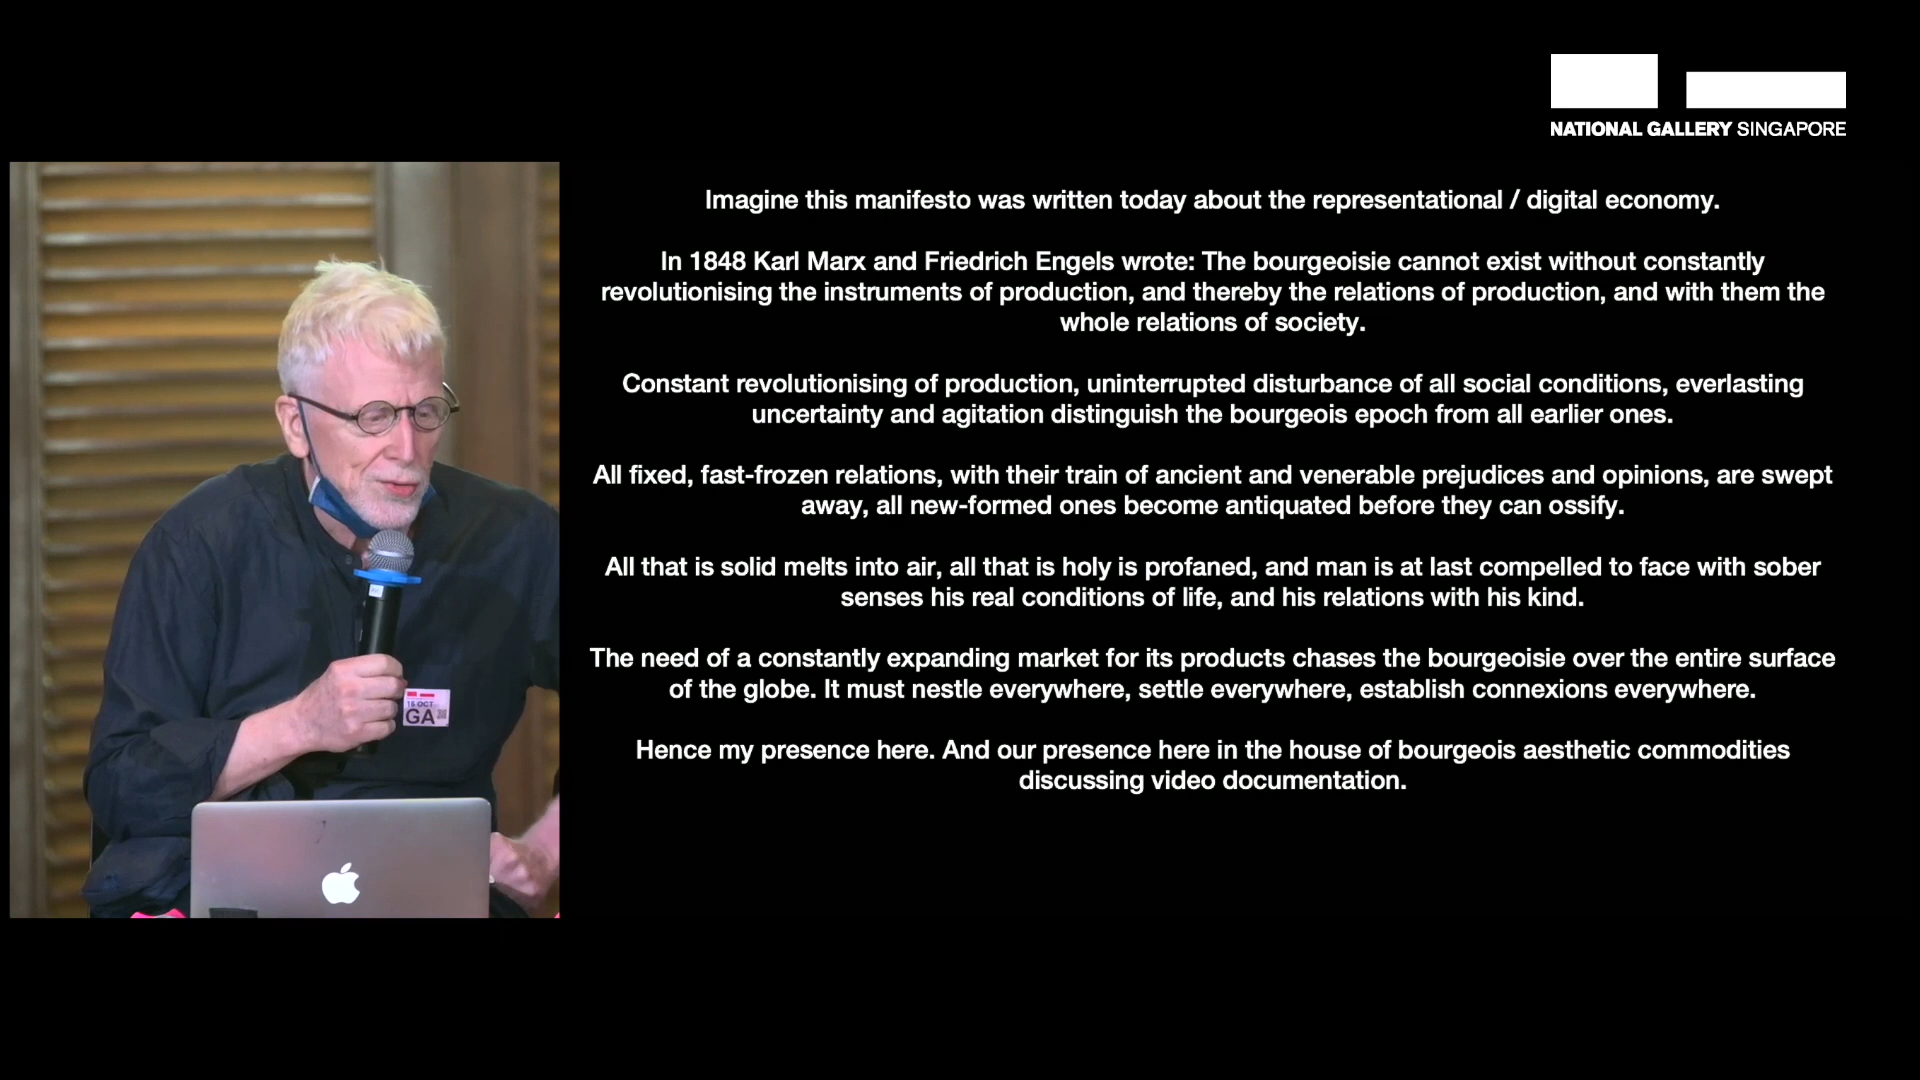 NATIONAL GALLERY SINGAPORE
Imagine this manifesto was written today about the representational / digital economy.
In 1848 Karl Marx and Friedrich Engels wrote: The bourgeoisie cannot exist without constantly
revolutionising the instruments of production, and thereby the relations of production, and with them the
whole relations of society.
Constant revolutionising of production, uninterrupted disturbance of all social conditions, everlasting
uncertainty and agitation distinguish the bourgeois epoch from all earlier ones.
All fixed, fast-frozen relations, with their train of ancient and venerable prejudices and opinions, are swept
away, all new-formed ones become antiquated before they can ossify.
All that is solid melts into air, all that is holy is profaned, and man is at last compelled to face with sober
senses his real conditions of life, and his relations with his kind.
The need of a constantly expanding market for its products chases the bourgeoisie over the entire surface
of the globe. It must nestle everywhere, settle everywhere, establish connexions everywhere.
Hence my presence here. And our presence here in the house of bourgeois aesthetic commodities
discussing video documentation.
16 OCT
GA